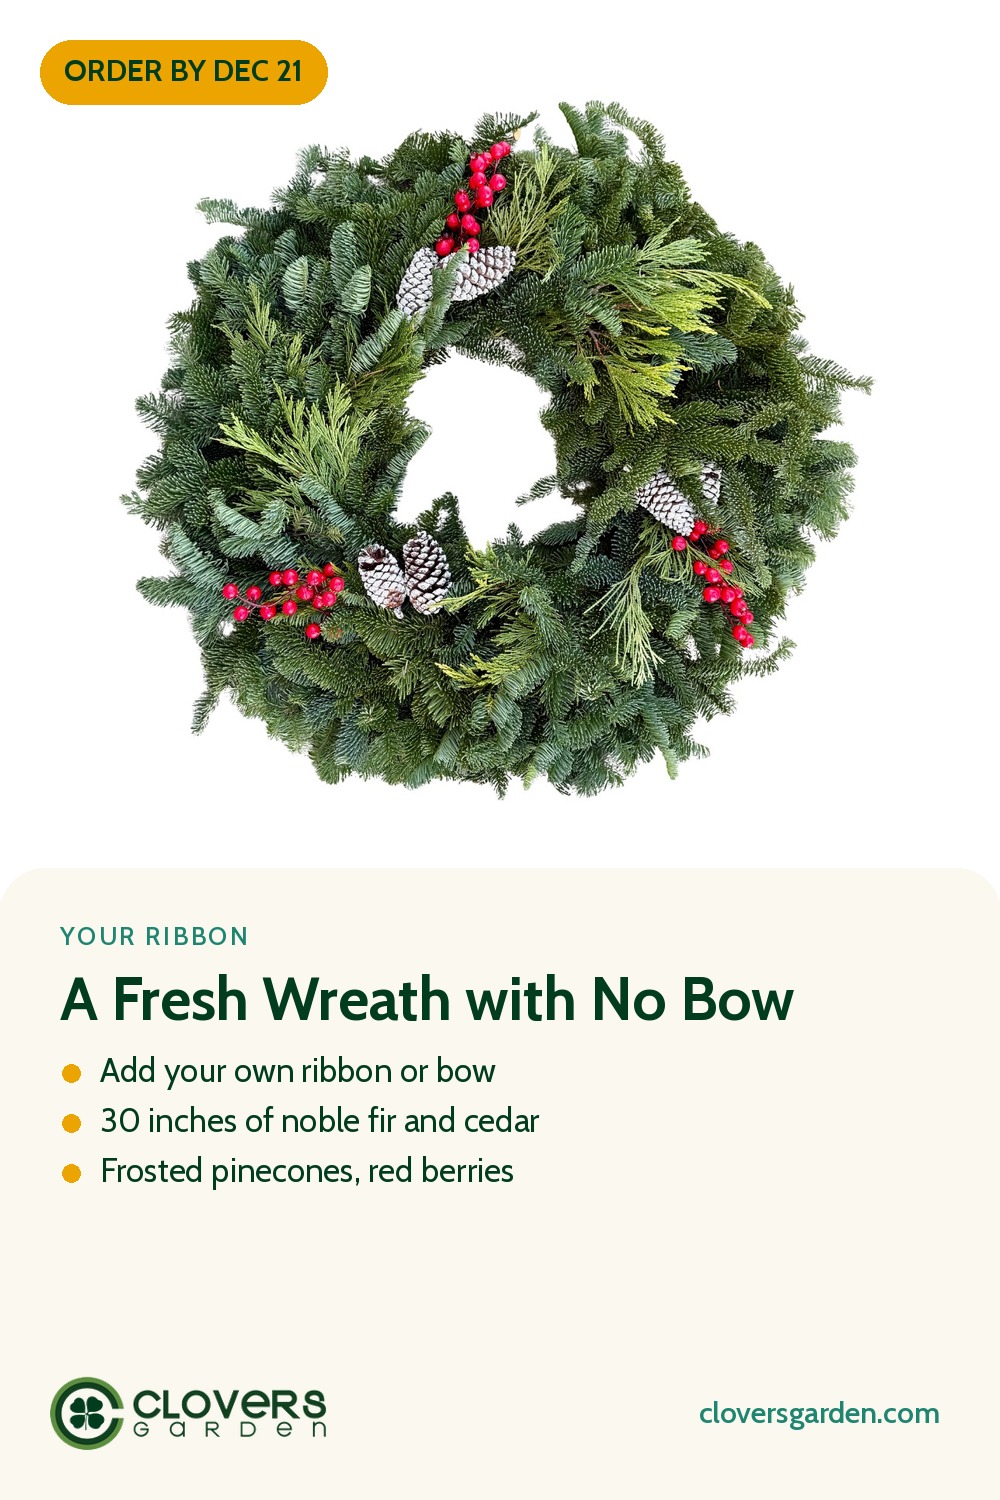 ORDER BY DEC 21
YOUR RIBBON
A Fresh Wreath with No Bow
Add your own ribbon or bow
30 inches of noble fir and cedar
Frosted pinecones, red berries
CLOVERS
GARDEN
cloversgarden.com